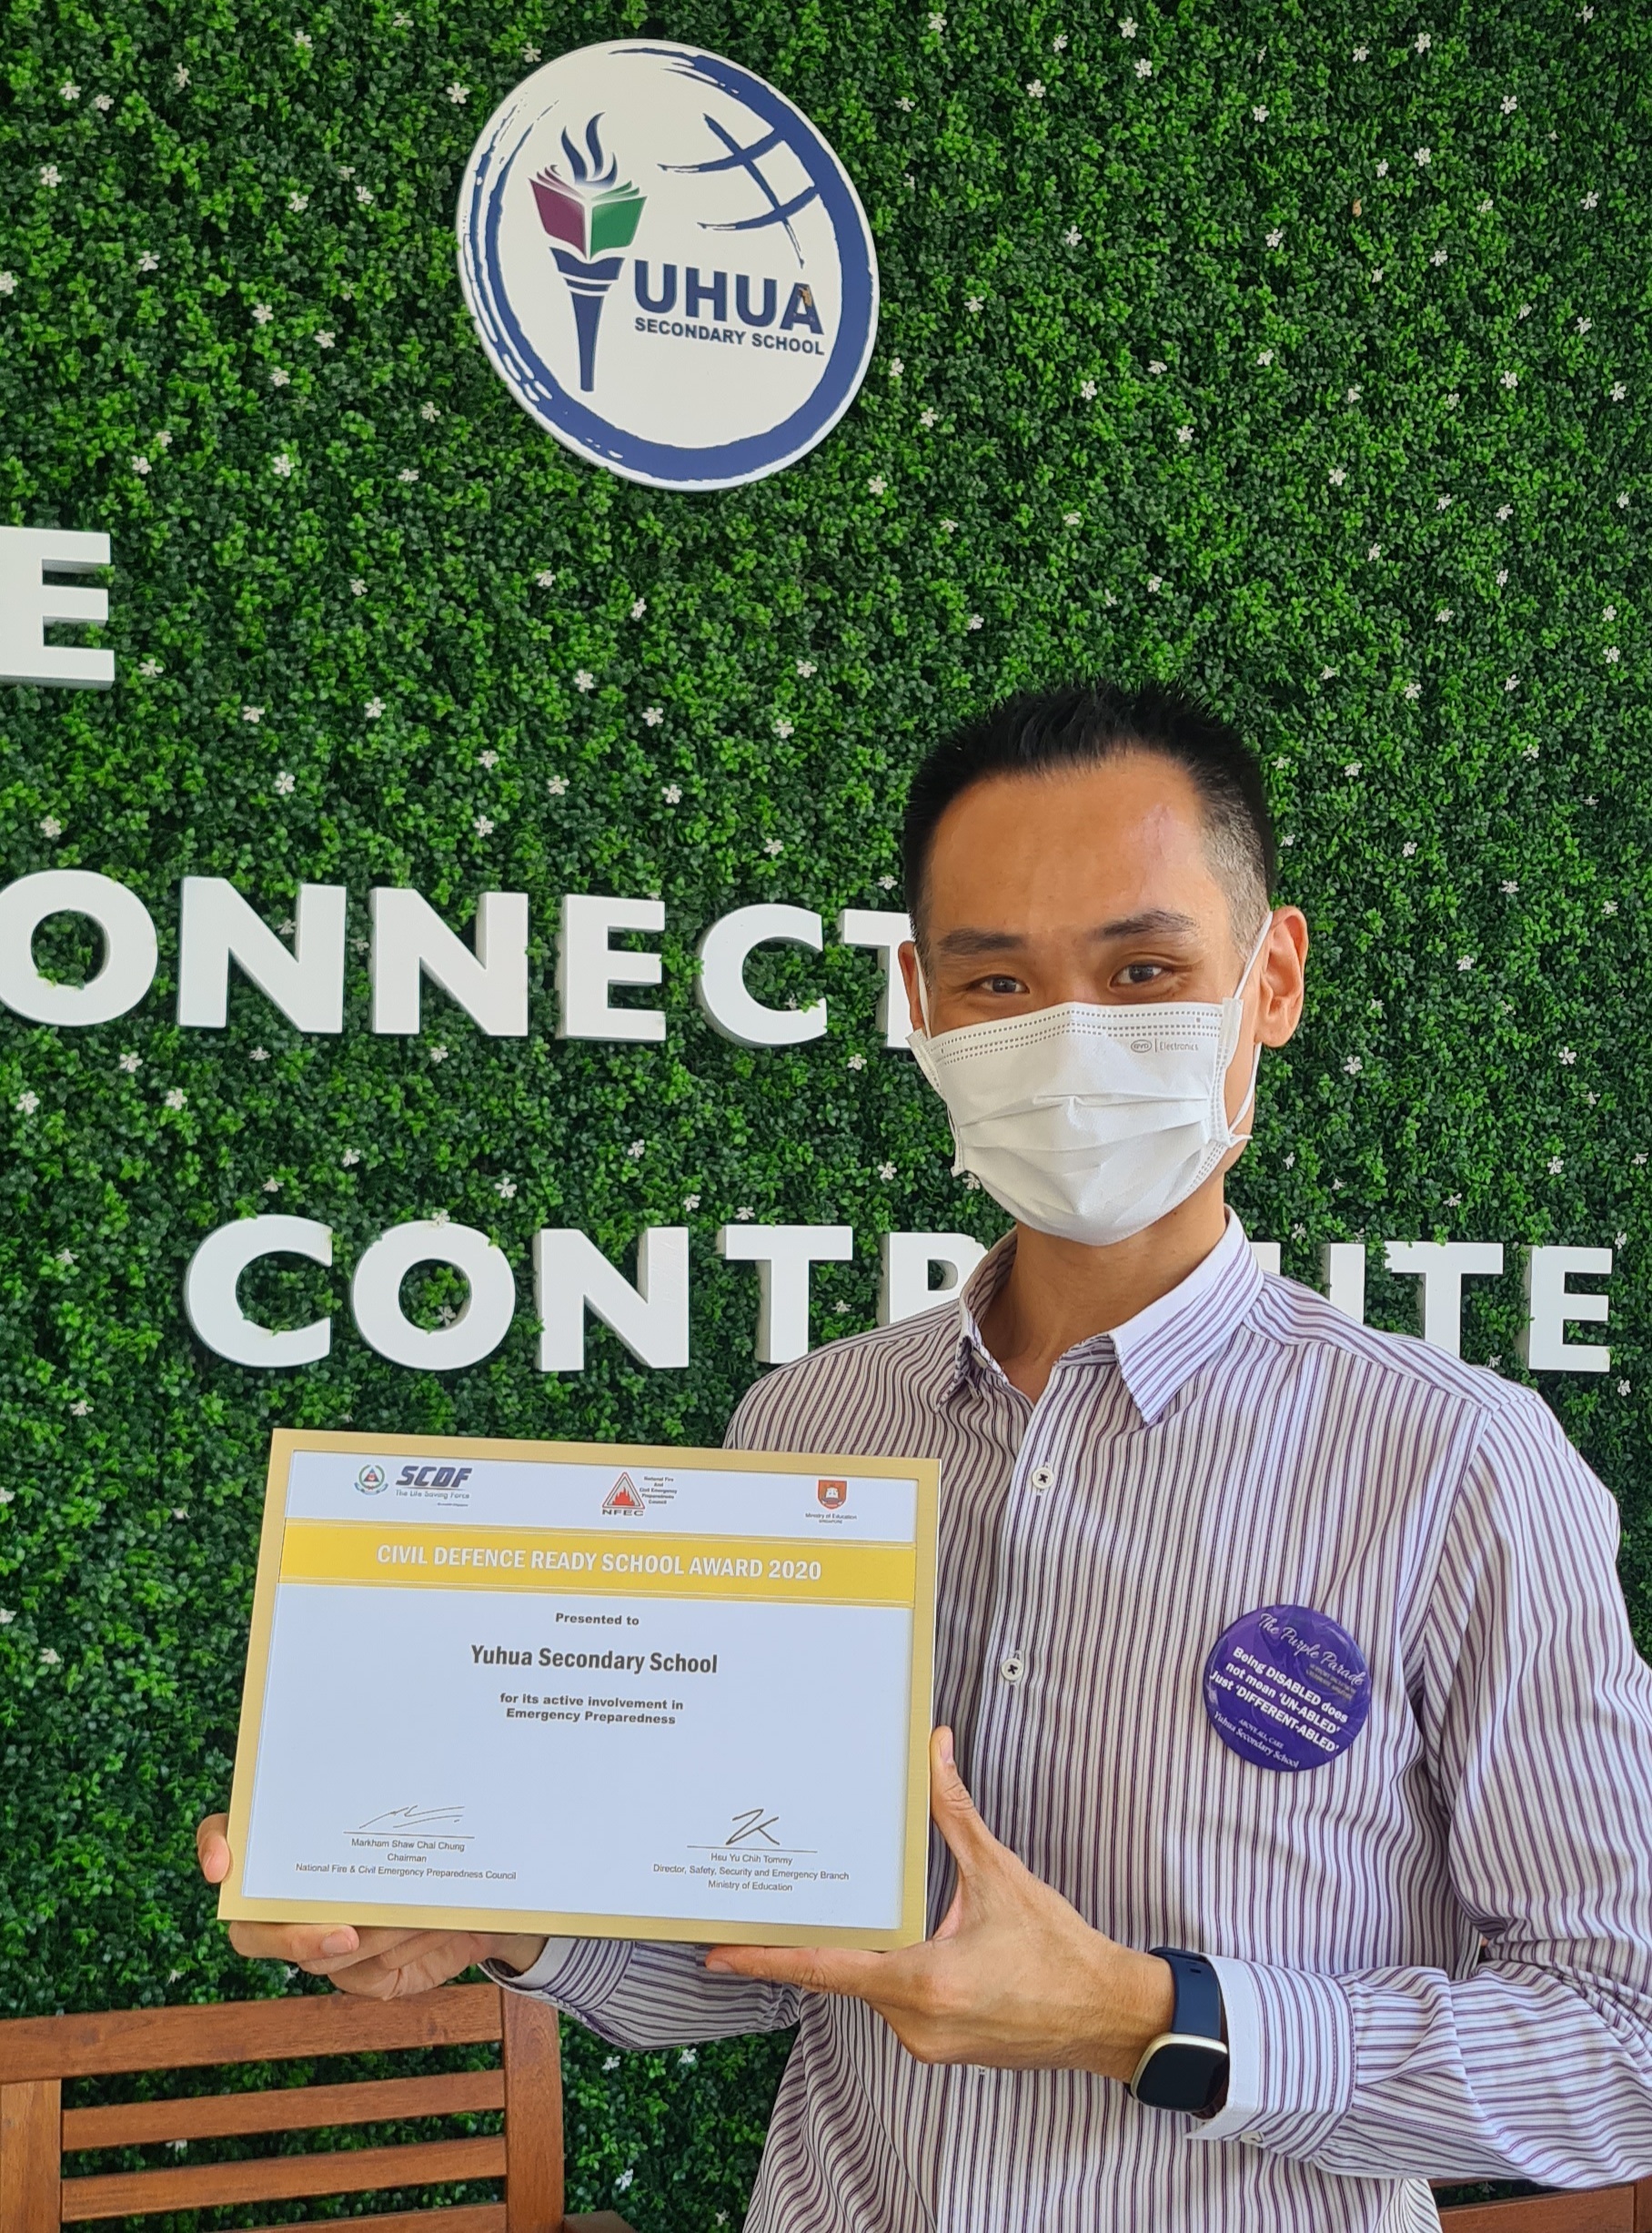 UHUA
SECONDARY SCHOOL
E
ONNECT
CONT
UTE
BYD Electronics
SCDF
The Life Saving Force
NFEC
National Fire
And
Civil Emergency
Preparedness
Council
Ministry of Education
SINGAPORE
CIVIL DEFENCE READY SCHOOL AWARD 2020
Presented to
Yuhua Secondary School
for its active involvement in
Emergency Preparedness
Markham Shaw Chai Chung
Chairman
National Fire & Civil Emergency Preparedness Council
Hsu Yu Chih Tommy
Director, Safety, Security and Emergency Branch
Ministry of Education
The Purple Parade
Being DISABLED does
not mean 'UN-ABLED'
Just 'DIFFERENT-ABLED'
ABOVE ALL, CARE
Yuhua Secondary School